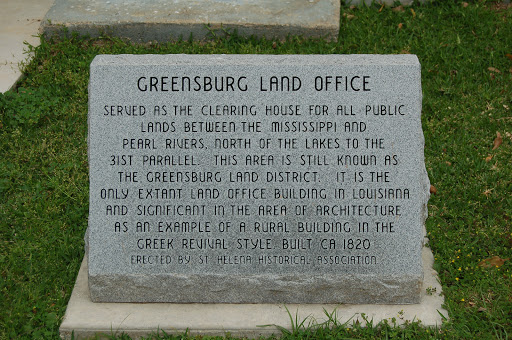 GREENSBURG LAND OFFICE
SERVED AS THE CLEARING HOUSE FOR ALL PUBLIC
LANDS BETWEEN THE MISSISSIPPI AND
PEARL RIVERS, NORTH OF THE LAKES TO THE
31ST PARALLEL. THIS AREA IS STILL KNOWN AS
THE GREENSBURG LAND DISTRICT. IT IS THE
ONLY EXTANT LAND OFFICE BUILDING IN LOUISIANA
AND SIGNIFICANT IN THE AREA OF ARCHITECTURE
AS AN EXAMPLE OF A RURAL BUILDING IN THE
GREEK REVIVAL STYLE. BUILT CA 1820
ERECTED BY ST. HELENA HISTORICAL ASSOCIATION